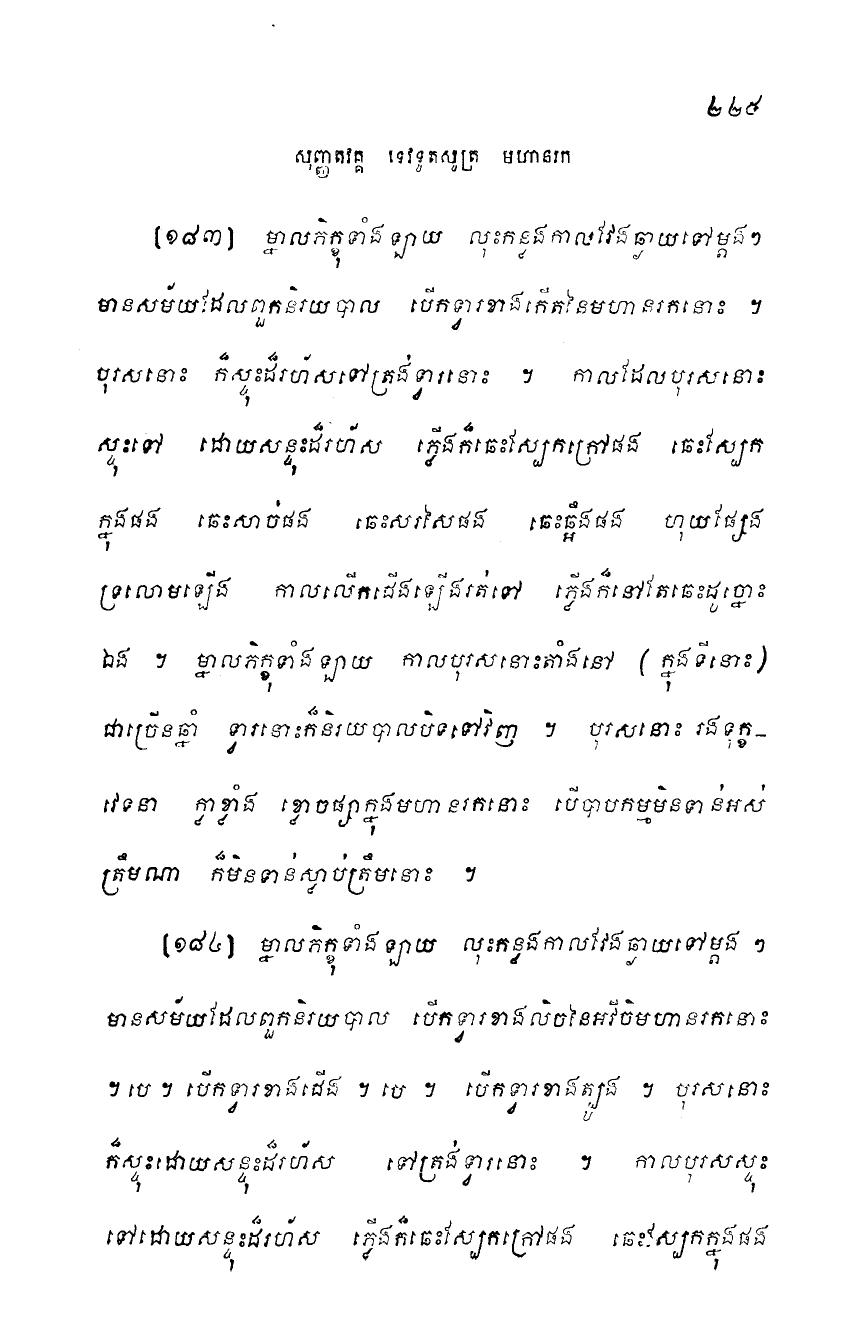 ២២៩
សុញ្ញតវគ្គ ទេវទូតសូត្រ មហានរក
[១៨៣] ម្នាលភិក្ខុទាំងឡាយ លុះកន្លងកាលវែងឆ្ងាយទៅម្តងៗ
មានសម័យដែលពួកនិរយបាល បើកទ្វារខាងកើតនៃមហានរកនោះ ។
បុរសនោះ ក៏ស្ទុះដ៏រហ័សទៅត្រង់ទ្វារនោះ ។ កាលដែលបុរសនោះ
ស្ទុះទៅ ដោយសន្ទុះដ៏រហ័ស ភ្លើងក៏ឆេះស្បែកក្រៅផង ឆេះស្បែក
ក្នុងផង ឆេះសាច់ផង ឆេះសរសៃផង ឆេះឆ្អឹងផង ហុយផ្សែង
ទ្រលោមឡើង កាលលើកជើងឡើងរត់ទៅ ភ្លើងក៏នៅតែឆេះដូច្នោះ
ឯង ។ ម្នាលភិក្ខុទាំងឡាយ កាលបុរសនោះតាំងនៅ (ក្នុងទីនោះ)
ជាច្រើនឆ្នាំ ទ្វារនោះក៏និរយបាលបិទទៅវិញ ។ បុរសនោះ រងទុក្ខ-
វេទនា ក្លាខ្លាំង ខ្លោចផ្សាក្នុងមហានរកនោះ បើបាបកម្មមិនទាន់អស់
ត្រឹមណា ក៏មិនទាន់ស្លាប់ត្រឹមនោះ ។
[១៨៤] ម្នាលភិក្ខុទាំងឡាយ លុះកន្លងកាលវែងឆ្ងាយទៅម្តង ៗ
មានសម័យដែលពួកនិរយបាល បើកទ្វារខាងលិចនៃអវីចិមហានរកនោះ
។ បេ ។ បើកទ្វារខាងជើង ។ បេ ។ បើកទ្វារខាងត្បូង ។ បុរសនោះ
ក៏ស្ទុះដោយសន្ទុះដ៏រហ័ស ទៅត្រង់ទ្វារនោះ ។ កាលបុរសស្ទុះ
ទៅដោយសន្ទុះដ៏រហ័ស ភ្លើងក៏ឆេះស្បែកក្រៅផង ឆេះស្បែកក្នុងផង